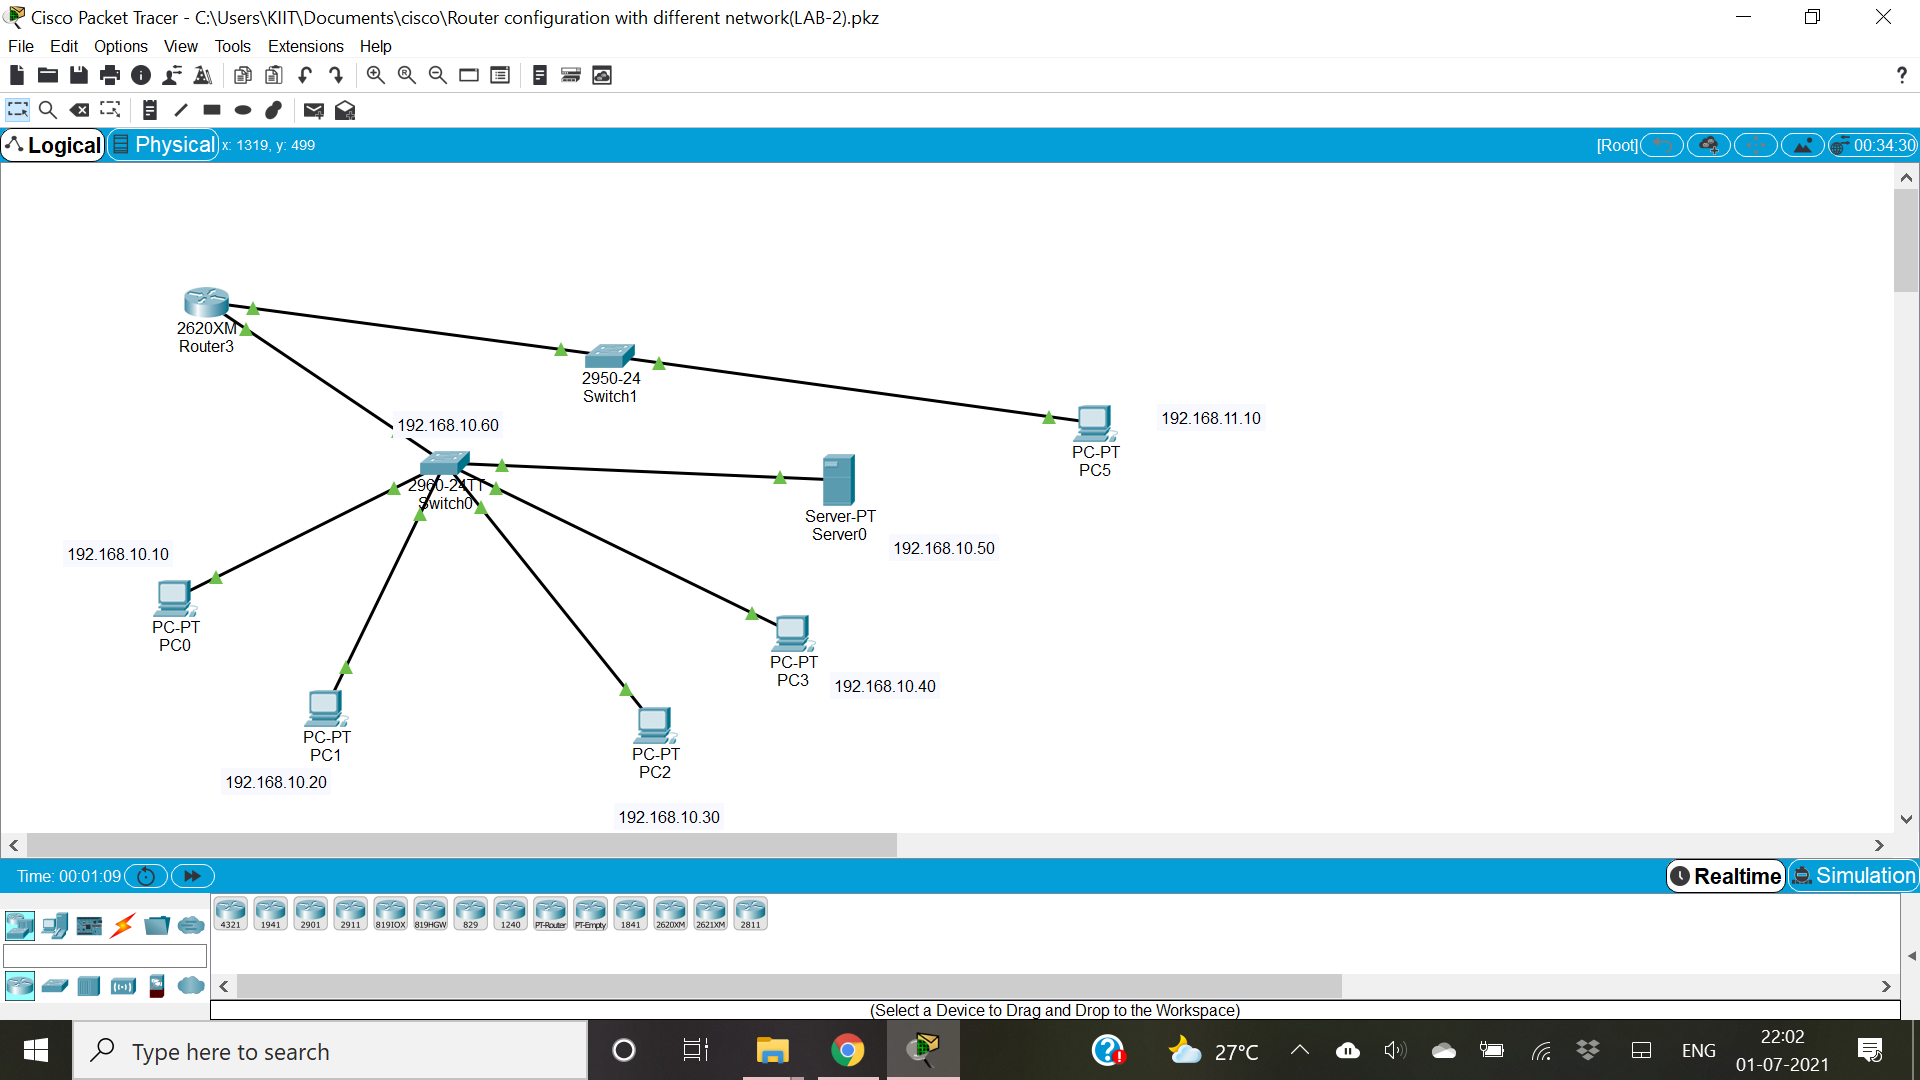 Cisco Packet Tracer - C:\Users\KIIT\Documents\cisco\Router configuration with different network(LAB-2).pkz
File Edit Options View Tools Extensions Help
?
Logical Physical x: 1319, y: 499 [Root] 00:34:30
2620XM
Router3
2950-24
Switch1
192.168.10.60
192.168.11.10
PC-PT
PC5
2960-24TT
Switch0
Server-PT
Server0
192.168.10.50
192.168.10.10
PC-PT
PC0
PC-PT
PC3
192.168.10.40
PC-PT
PC1
192.168.10.20
PC-PT
PC2
192.168.10.30
Time: 00:01:09 Realtime Simulation
4321 1941 2901 2911 819IOX 819HGW 829 1240 PT-Router PT-Empty 1841 2620XM 2621XM 2811
(Select a Device to Drag and Drop to the Workspace)
Type here to search 27°C ENG 22:02
01-07-2021